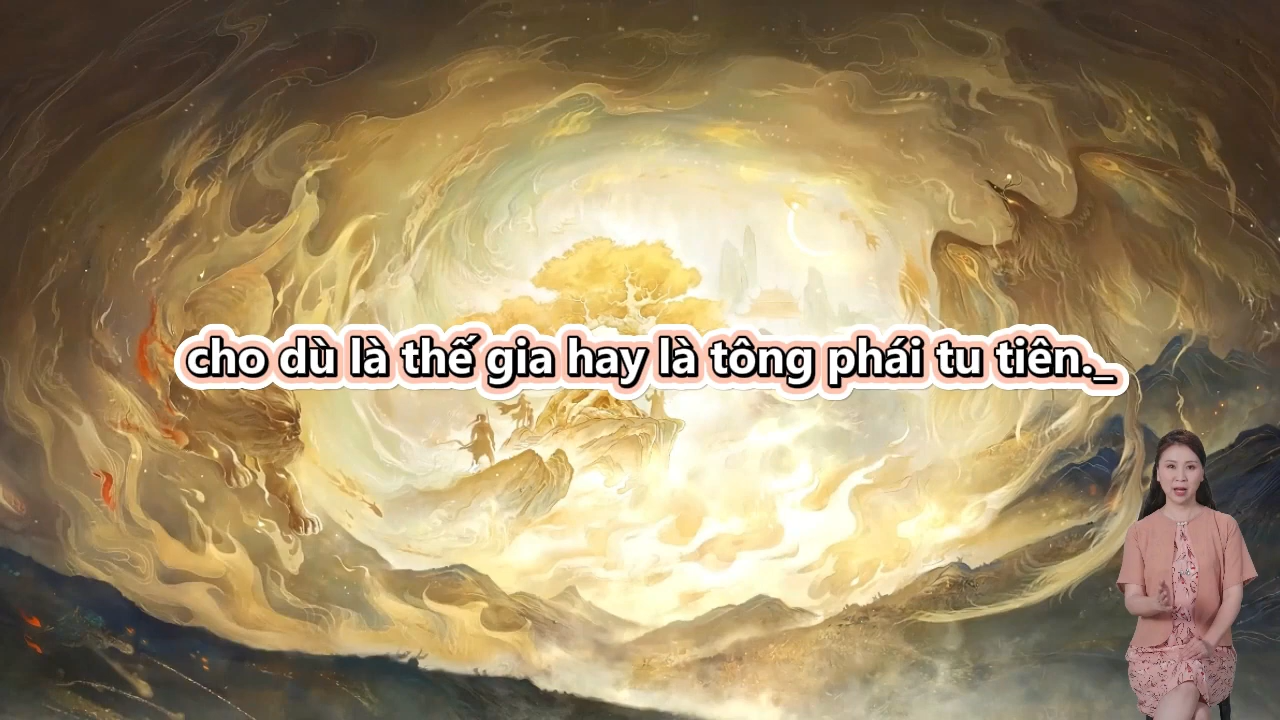 cho dù là thế gia hay là tông phái tu tiên._